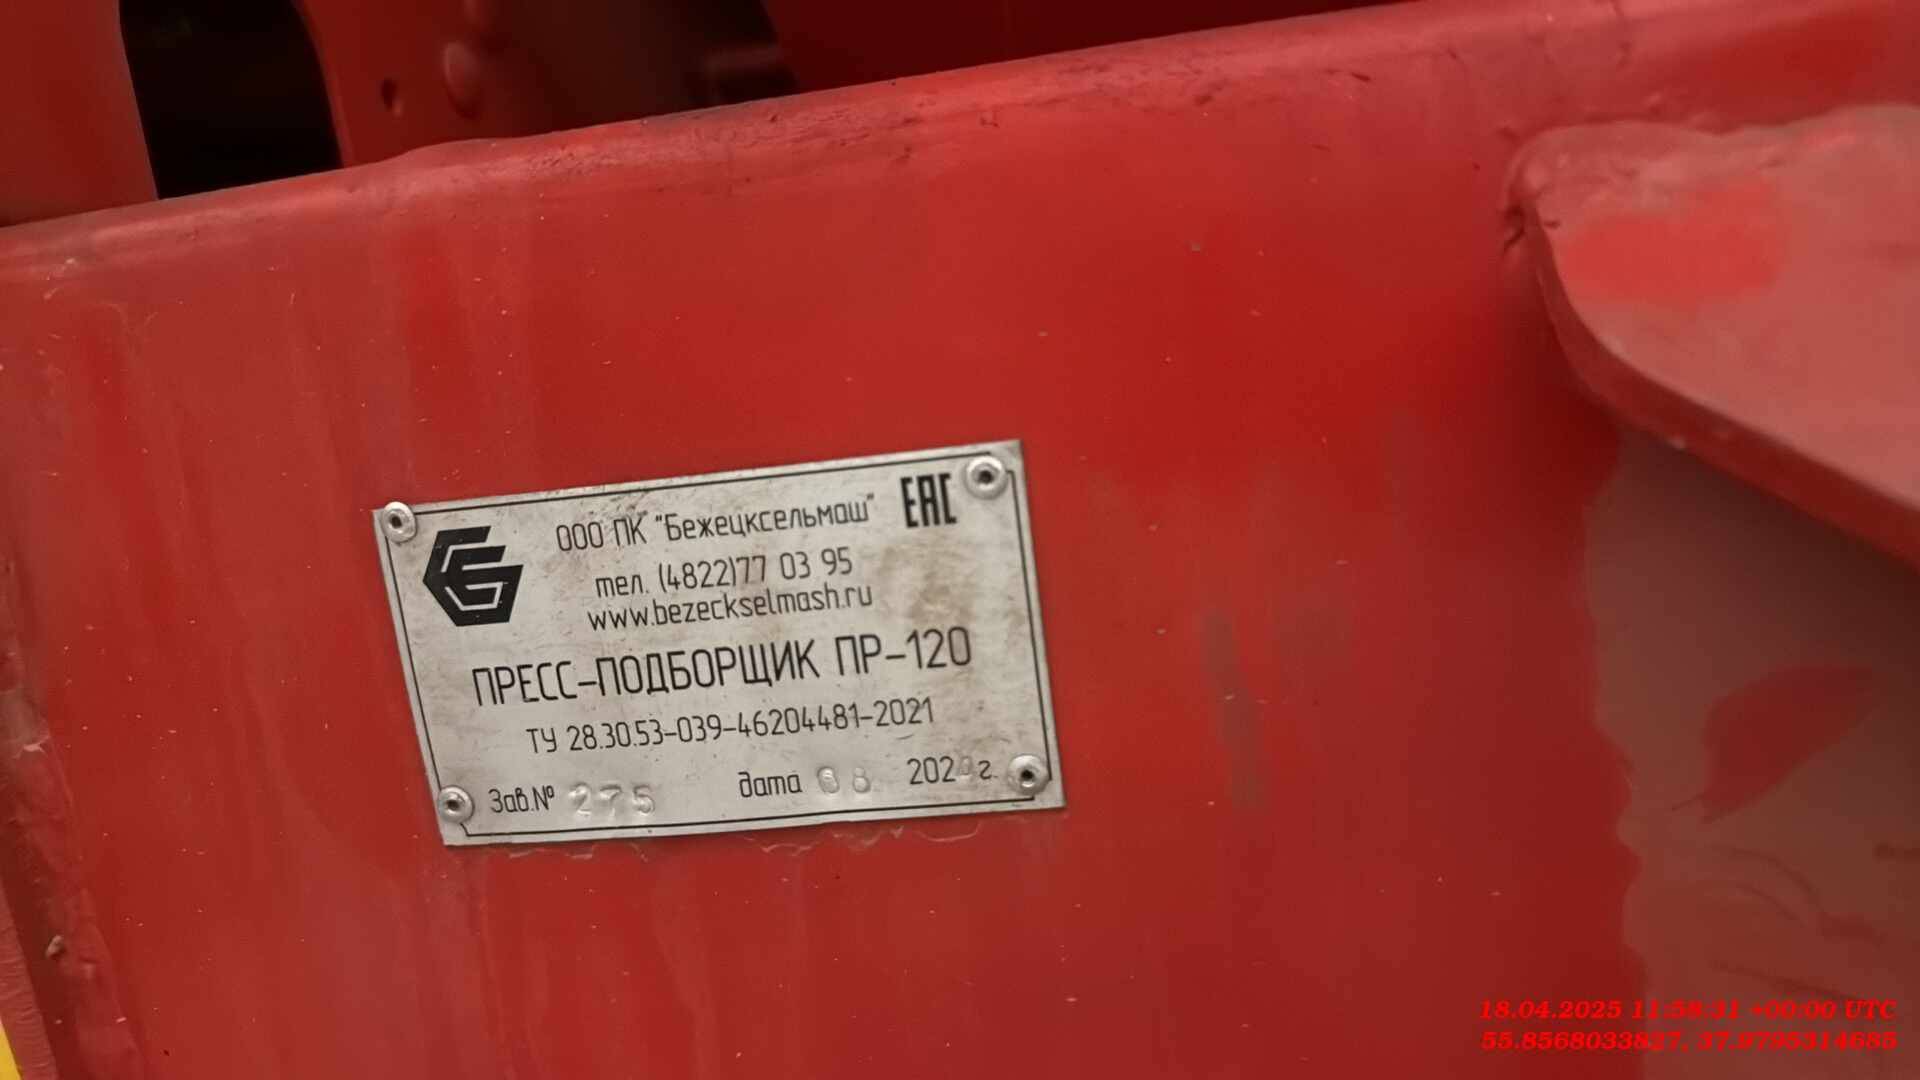 ООО ПК "Бежецксельмаш" ЕАС
тел. (4822)77 03 95
www.bezeckselmash.ru
ПРЕСС-ПОДБОРЩИК ПР-120
ТУ 28.30.53-039-46204481-2021
Зав.№ 275 дата 08
18.04.2025 11:58:31 +00:00 UTC
55.8568033827, 37.9795314685